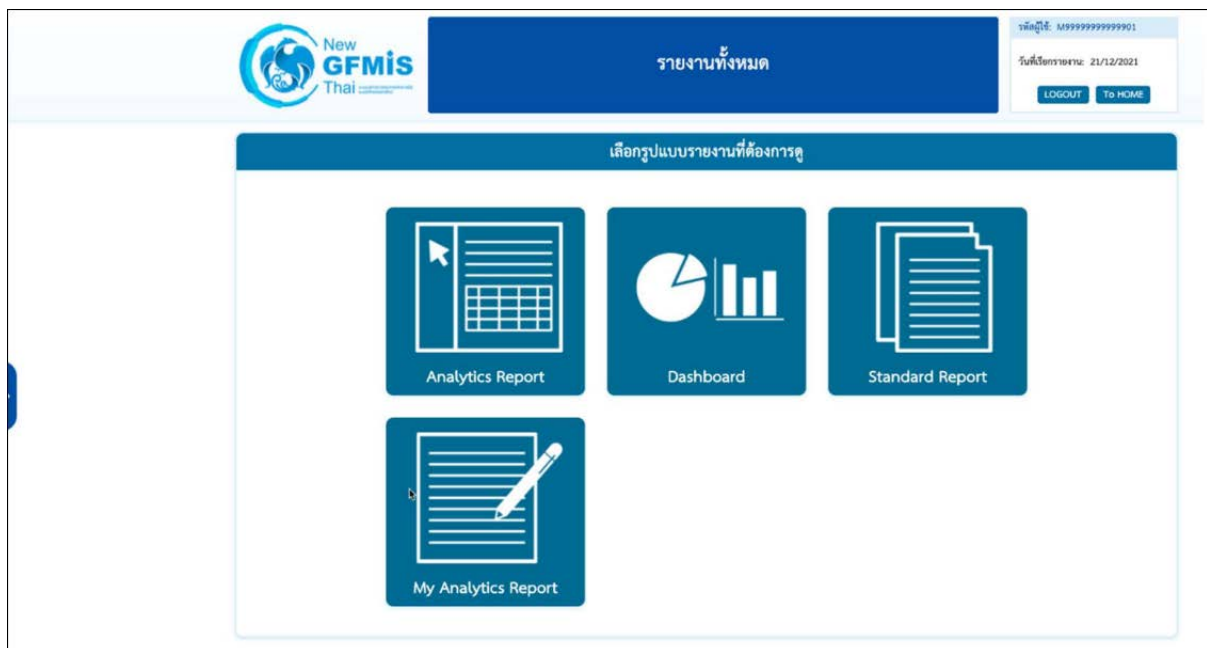 New
GFMiS
Thai
รายงานทั้งหมด
รหัสผู้ใช้: M99999999999901
วันที่เรียกรายงาน: 21/12/2021
LOGOUT
To HOME
เลือกรูปแบบรายงานที่ต้องการดู
Analytics Report
Dashboard
Standard Report
My Analytics Report